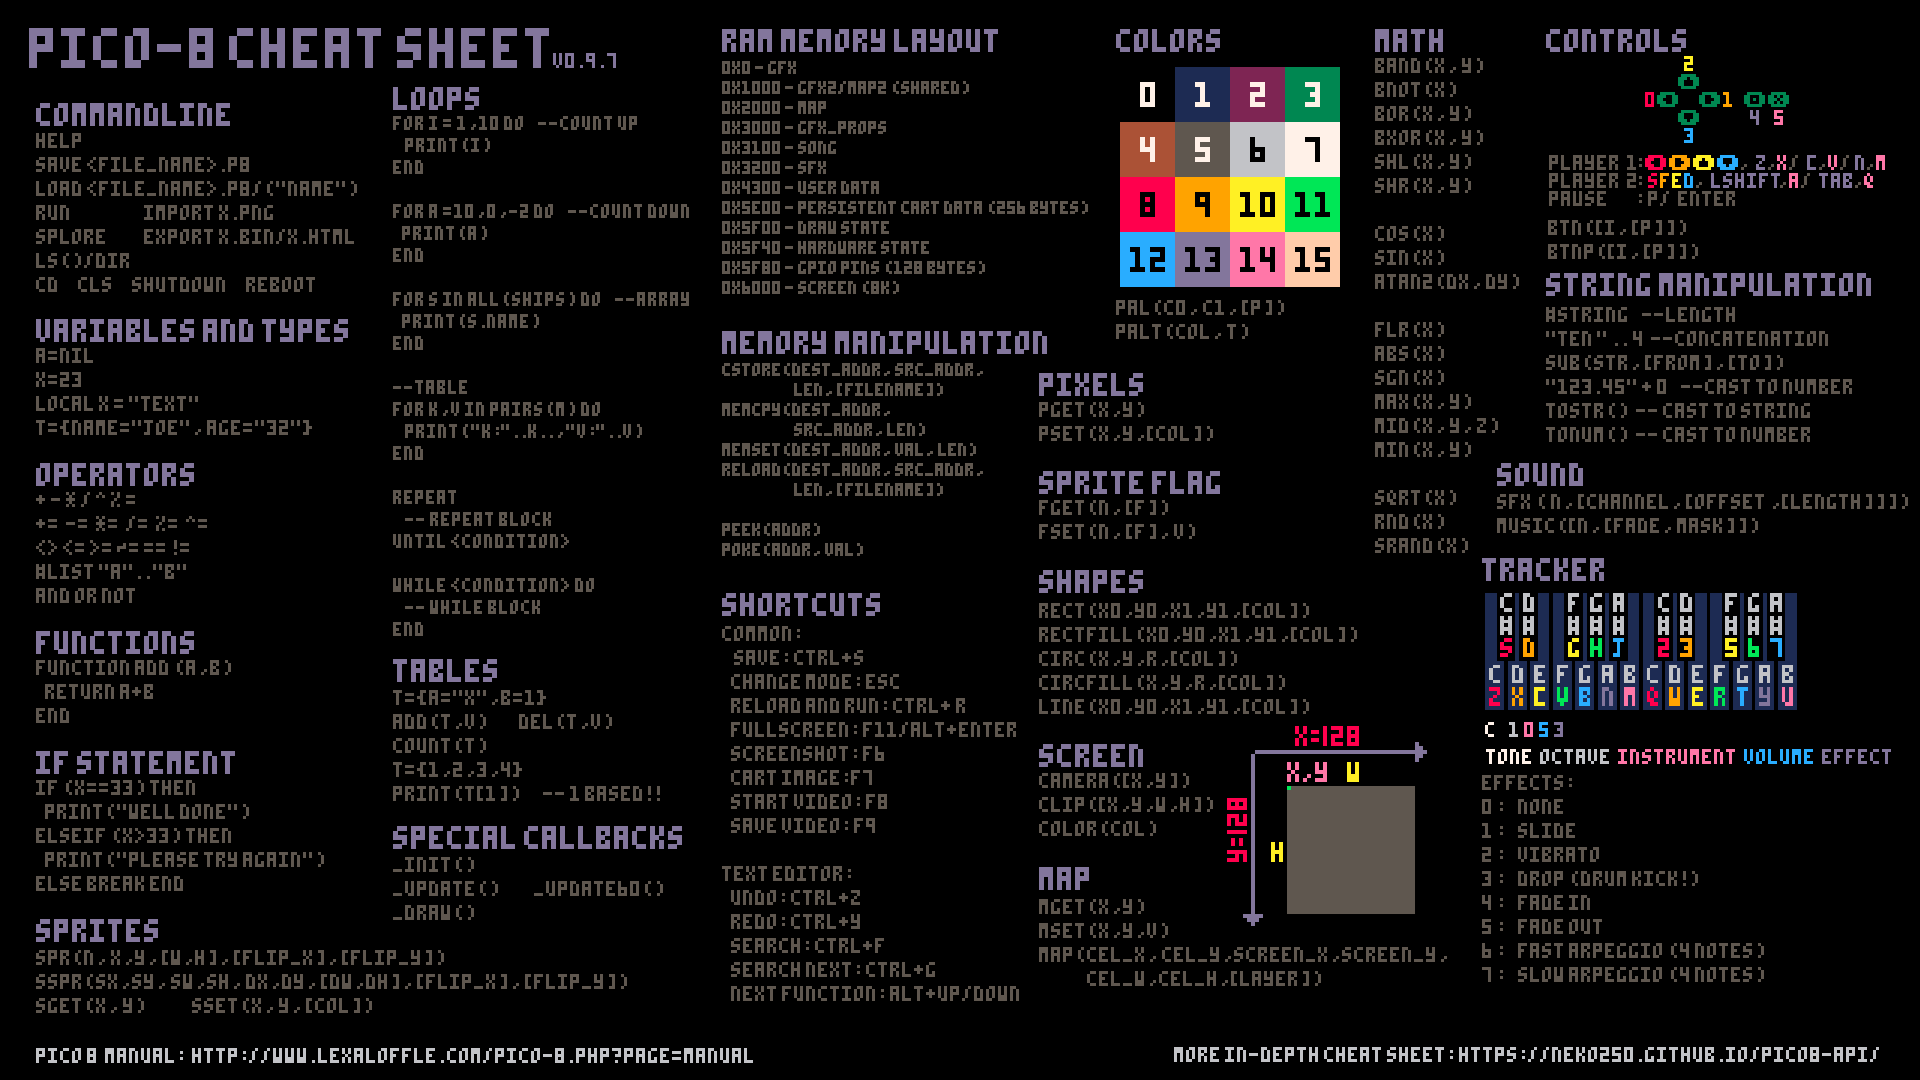 PICO-8 CHEAT SHEET V0.9.7
COMMANDLINE
HELP
SAVE <FILE_NAME>.P8
LOAD <FILE_NAME>.P8/("NAME")
RUN IMPORT X.PNG
SPLORE EXPORT X.BIN/X.HTML
LS()/DIR
CD CLS SHUTDOWN REBOOT
VARIABLES AND TYPES
A=NIL
X=23
LOCAL X = "TEXT"
T={NAME="JOE", AGE="32"}
OPERATORS
+ - * / ^ % =
+= -= *= /= %= ^=
< > <= >= ~= == !=
#LIST "A".."B"
AND OR NOT
FUNCTIONS
FUNCTION ADD (A,B)
RETURN A+B
END
IF STATEMENT
IF (X==33) THEN
PRINT("WELL DONE")
ELSEIF (X>33) THEN
PRINT("PLEASE TRY AGAIN")
ELSE BREAK END
SPRITES
SPR(N,X,Y,[W,H],[FLIP_X],[FLIP_Y])
SSPR(SX,SY,SW,SH,DX,DY,[DW,DH],[FLIP_X],[FLIP_Y])
SGET(X,Y) SSET(X,Y,[COL])
LOOPS
FOR I = 1,10 DO --COUNT UP
PRINT(I)
END
FOR A=10,0,-2 DO --COUNT DOWN
PRINT(A)
END
FOR S IN ALL(SHIPS) DO --ARRAY
PRINT(S.NAME)
END
--TABLE
FOR K,V IN PAIRS(M) DO
PRINT("K:"..K..,"V:"..V)
END
REPEAT
-- REPEAT BLOCK
UNTIL <CONDITION>
WHILE <CONDITION> DO
-- WHILE BLOCK
END
TABLES
T={A="X",B=1}
ADD(T,V) DEL(T,V)
COUNT(T)
T={1,2,3,4}
PRINT(T[1]) --1 BASED!!
SPECIAL CALLBACKS
_INIT()
_UPDATE() _UPDATE60()
_DRAW()
RAM MEMORY LAYOUT
0X0 - GFX
0X1000 - GFX2/MAP2 (SHARED)
0X2000 - MAP
0X3000 - GFX_PROPS
0X3100 - SONG
0X3200 - SFX
0X4300 - USER DATA
0X5E00 - PERSISTENT CART DATA (256 BYTES)
0X5F00 - DRAW STATE
0X5F40 - HARDWARE STATE
0X5F80 - GPIO PINS (128 BYTES)
0X6000 - SCREEN (8K)
MEMORY MANIPULATION
CSTORE(DEST_ADDR, SRC_ADDR,
LEN,[FILENAME])
MEMCPY(DEST_ADDR,
SRC_ADDR, LEN)
MEMSET(DEST_ADDR, VAL, LEN)
RELOAD(DEST_ADDR, SRC_ADDR,
LEN,[FILENAME])
PEEK(ADDR)
POKE(ADDR, VAL)
SHORTCUTS
COMMON:
SAVE: CTRL+S
CHANGE MODE: ESC
RELOAD AND RUN: CTRL+R
FULLSCREEN: F11/ALT+ENTER
SCREENSHOT: F6
CART IMAGE: F7
START VIDEO: F8
SAVE VIDEO: F9
TEXT EDITOR:
UNDO: CTRL+Z
REDO: CTRL+Y
SEARCH: CTRL+F
SEARCH NEXT: CTRL+G
NEXT FUNCTION: ALT+UP/DOWN
COLORS
0 1 2 3
4 5 6 7
8 9 10 11
12 13 14 15
PAL(C0,C1,[P])
PALT(COL,T)
PIXELS
PGET(X,Y)
PSET(X,Y,[COL])
SPRITE FLAG
FGET(N,[F])
FSET(N,[F],V)
SHAPES
RECT(X0,Y0,X1,Y1,[COL])
RECTFILL(X0,Y0,X1,Y1,[COL])
CIRC(X,Y,R,[COL])
CIRCFILL(X,Y,R,[COL])
LINE(X0,Y0,X1,Y1,[COL])
SCREEN
CAMERA([X,Y])
CLIP([X,Y,W,H])
COLOR(COL)
X=128
X,Y W
Y=128
H
MAP
MGET(X,Y)
MSET(X,Y,V)
MAP(CEL_X,CEL_Y,SCREEN_X,SCREEN_Y,
CEL_W,CEL_H,[LAYER])
MATH
BAND(X,Y)
BNOT(X)
BOR(X,Y)
BXOR(X,Y)
SHL(X,Y)
SHR(X,Y)
COS(X)
SIN(X)
ATAN2(DX,DY)
FLR(X)
ABS(X)
SGN(X)
MAX(X,Y)
MID(X,Y,Z)
MIN(X,Y)
SQRT(X)
RND(X)
SRAND(X)
CONTROLS
2
0 1
4 5
3
PLAYER 1: , Z,X/ C,V/ N,M
PLAYER 2: SFED, LSHIFT,A/ TAB,Q
PAUSE :P/ ENTER
BTN([I,[P]])
BTNP([I,[P]])
STRING MANIPULATION
#STRING --LENGTH
"TEN" .. 4 --CONCATENATION
SUB(STR,[FROM],[TO])
"123.45" + 0 --CAST TO NUMBER
TOSTR() -- CAST TO STRING
TONUM() -- CAST TO NUMBER
SOUND
SFX (N,[CHANNEL,[OFFSET,[LENGTH]]])
MUSIC([N,[FADE,MASK]])
TRACKER
C D F G A C D F G A
# # # # # # # # # #
S D G H J 2 3 5 6 7
C D E F G A B C D E F G A B
Z X C V B N M Q W E R T Y U
C 1053
TONE OCTAVE INSTRUMENT VOLUME EFFECT
EFFECTS:
0 : NONE
1 : SLIDE
2 : VIBRATO
3 : DROP (DRUM KICK!)
4 : FADE IN
5 : FADE OUT
6 : FAST ARPEGGIO (4 NOTES)
7 : SLOW ARPEGGIO (4 NOTES)
PICO8 MANUAL: HTTP://WWW.LEXALOFFLE.COM/PICO-8.PHP?PAGE=MANUAL
MORE IN-DEPTH CHEAT SHEET: HTTPS://NEKO250.GITHUB.IO/PICO8-API/